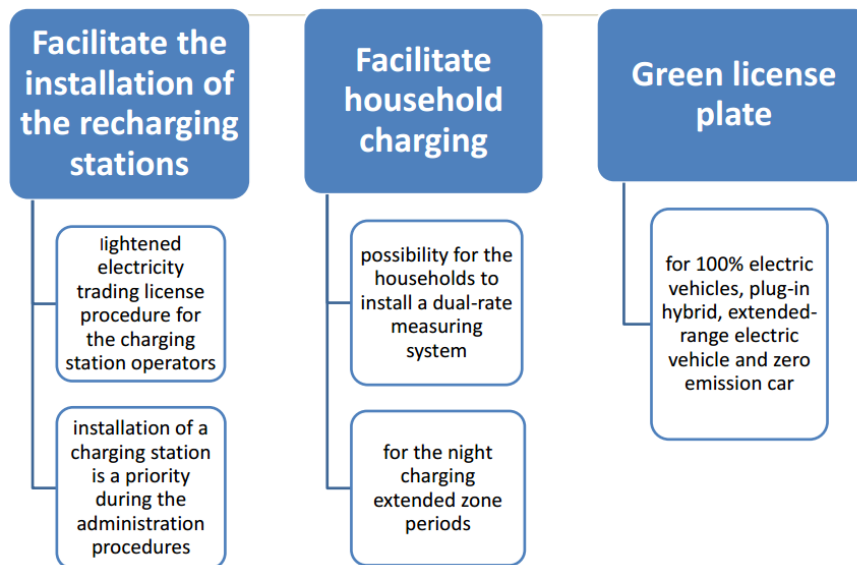 Facilitate the
installation of
the recharging
stations
lightened
electricity
trading license
procedure for
the charging
station operators
installation of a
charging station
is a priority
during the
administration
procedures
Facilitate
household
charging
possibility for the
households to
install a dual-rate
measuring
system
for the night
charging
extended zone
periods
Green license
plate
for 100% electric
vehicles, plug-in
hybrid, extended-
range electric
vehicle and zero
emission car